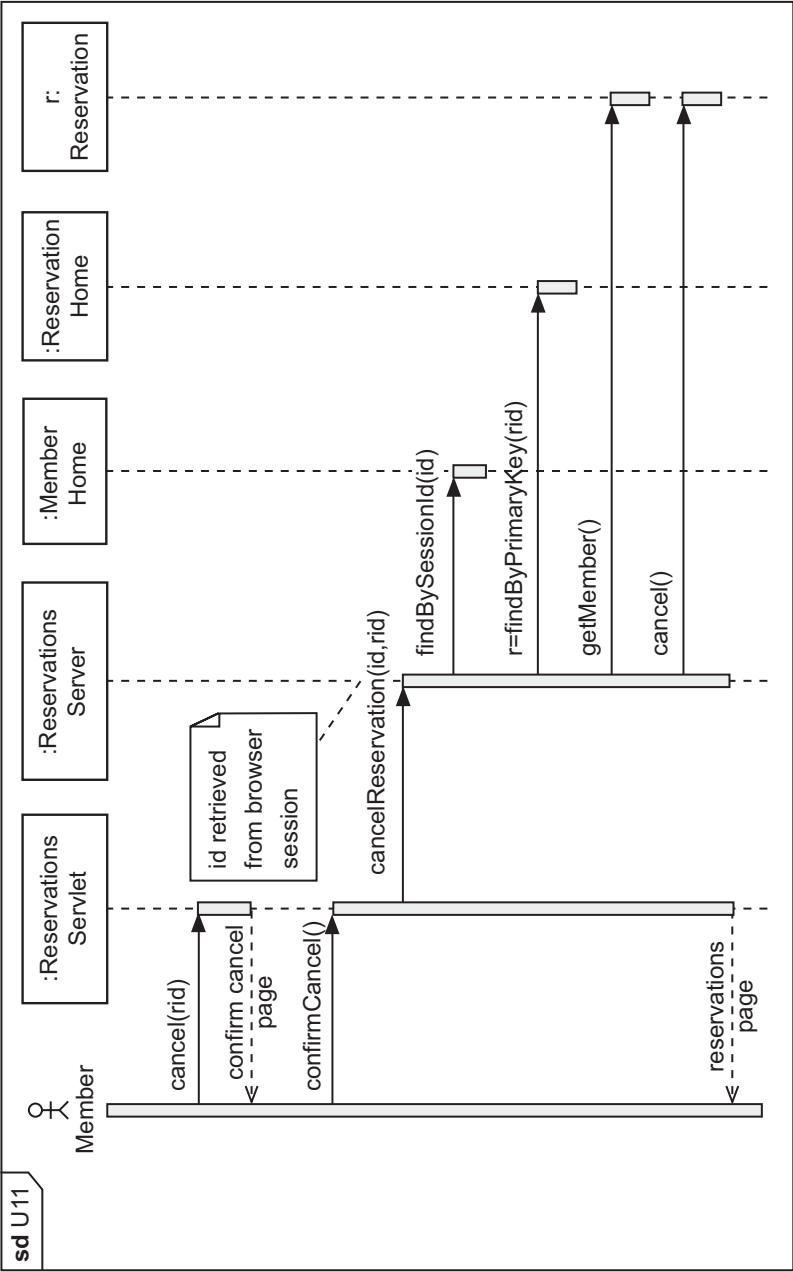 sd U11
Member
:Reservations
Servlet
:Reservations
Server
:Member
Home
:Reservation
Home
r:
Reservation
cancel(rid)
confirm cancel
page
id retrieved
from browser
session
confirmCancel()
cancelReservation(id,rid)
findBySessionId(id)
r=findByPrimaryKey(rid)
getMember()
cancel()
reservations
page